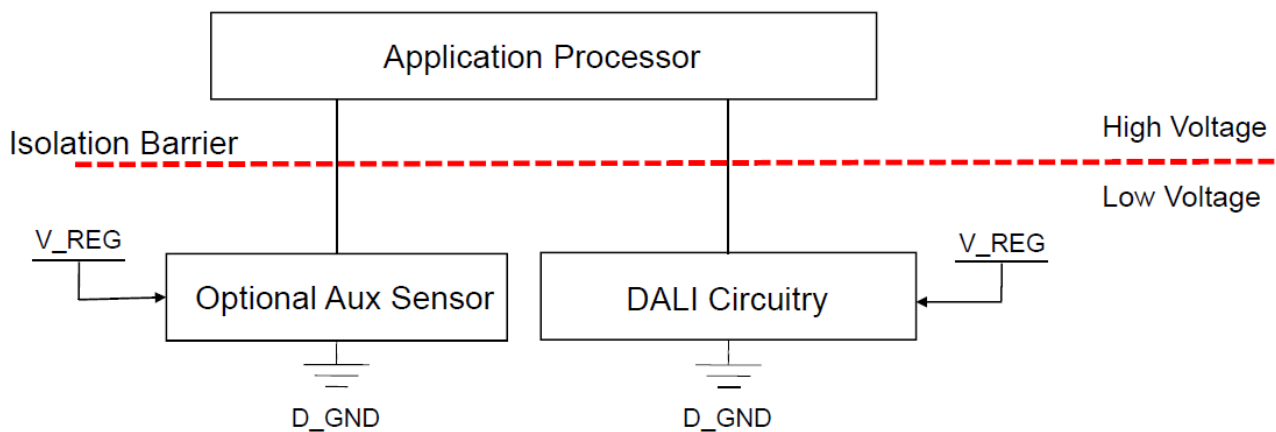 Application Processor
Isolation Barrier
High Voltage
Low Voltage
V_REG
V_REG
Optional Aux Sensor
DALI Circuitry
D_GND
D_GND